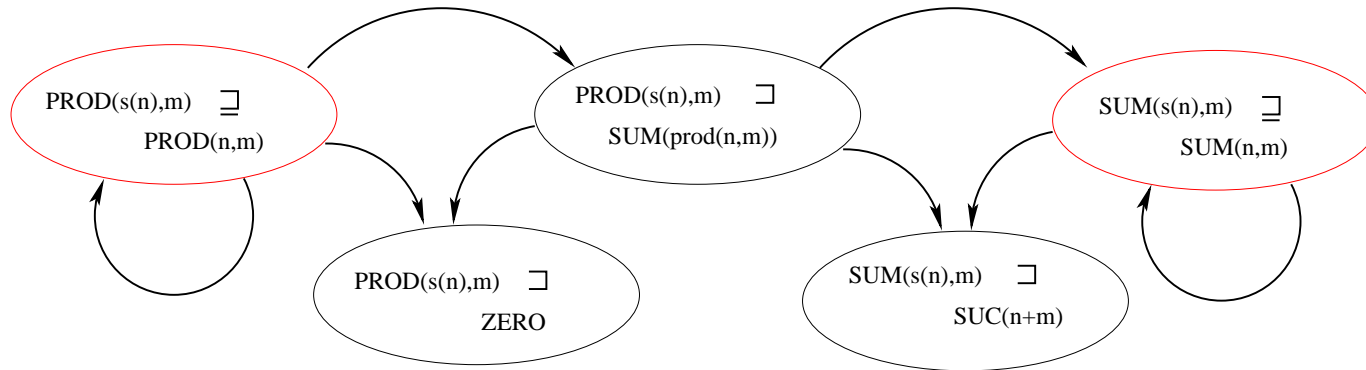 PROD(s(n),m) ⊒
PROD(n,m)
PROD(s(n),m) ⊐
SUM(prod(n,m))
SUM(s(n),m) ⊒
SUM(n,m)
PROD(s(n),m) ⊐
ZERO
SUM(s(n),m) ⊐
SUC(n+m)